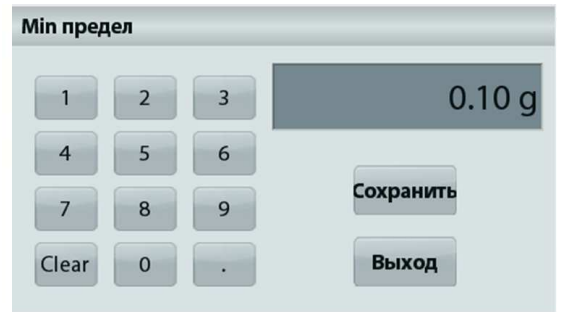 Min предел
0.10 g
1 2 3
4 5 6
7 8 9
Clear 0 .
Сохранить
Выход